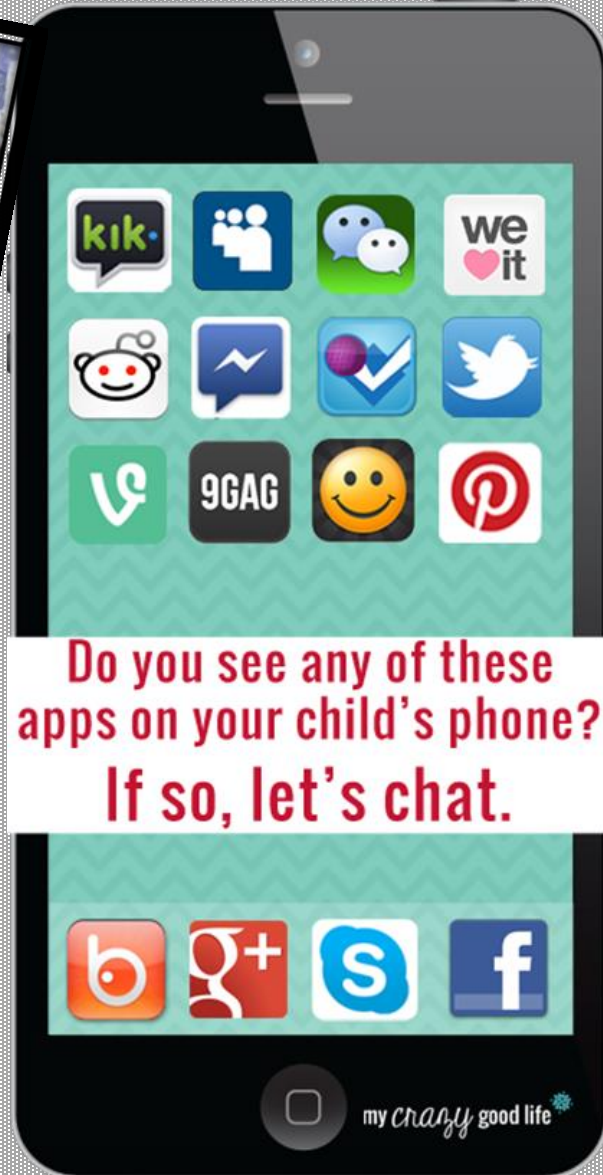 kik·
we
it
9GAG
Do you see any of these
apps on your child's phone?
If so, let's chat.
b
g+
S
f
my crazy good life